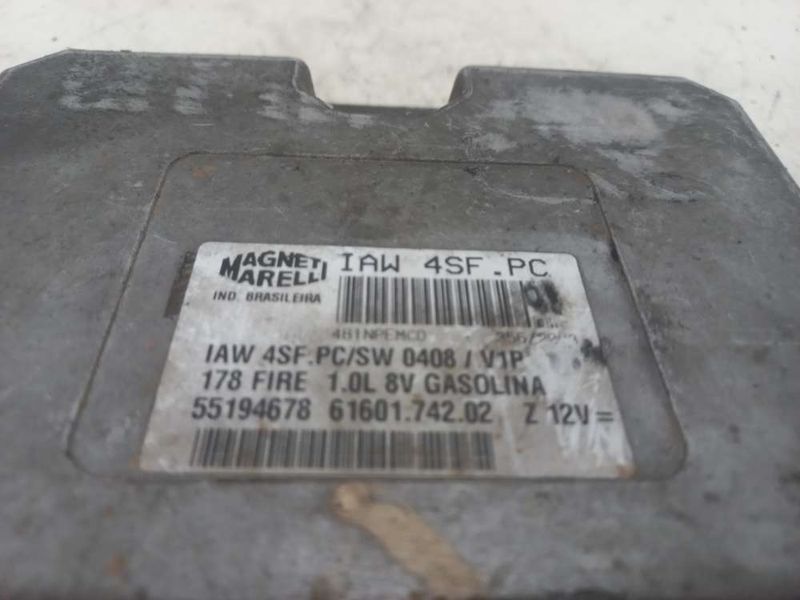 MAGNETI MARELLI IAW 4SF.PC
IND. BRASILEIRA
4B1NPEMCD
IAW 4SF.PC/SW 0408 / V1P
178 FIRE 1.0L 8V GASOLINA
55194678 61601.742.02 Z 12V =